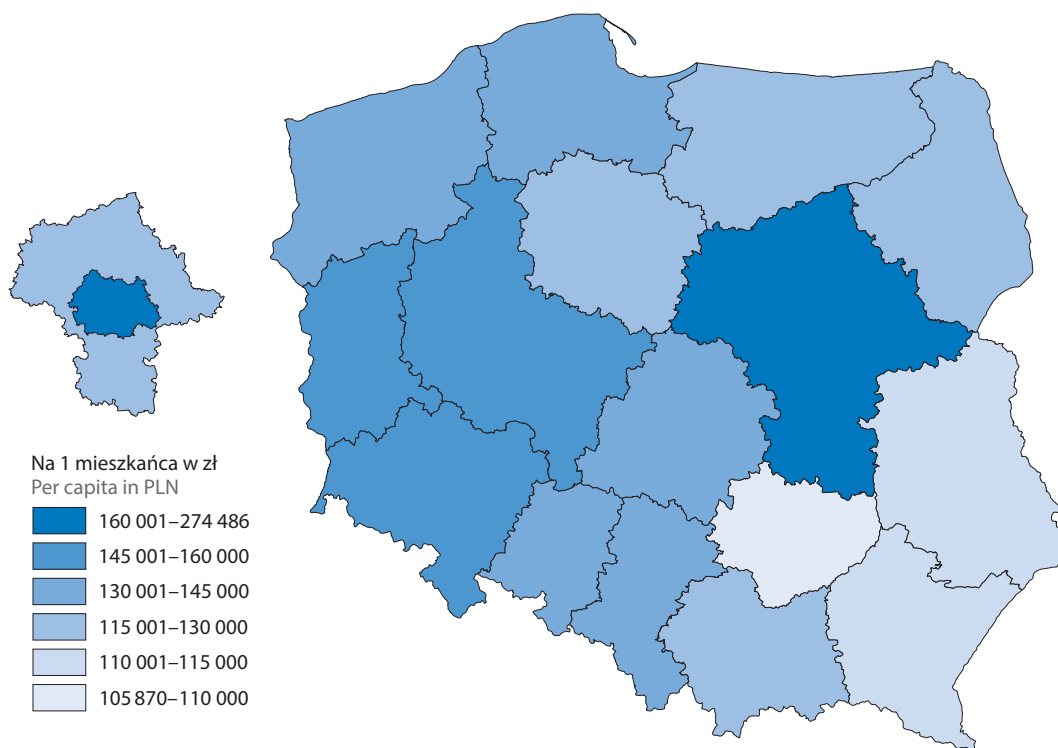 Na 1 mieszkańca w zł
Per capita in PLN
160 001–274 486
145 001–160 000
130 001–145 000
115 001–130 000
110 001–115 000
105 870–110 000